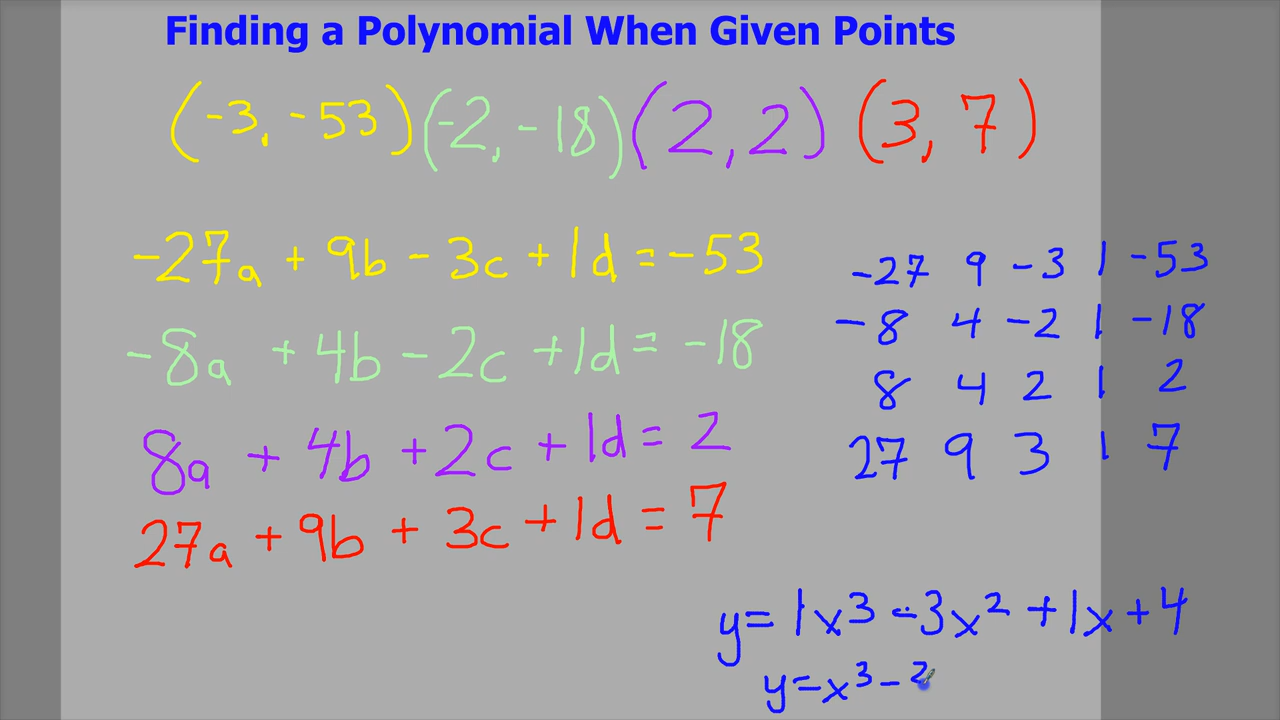 Finding a Polynomial When Given Points
(-3, -53) (-2, -18) (2, 2) (3, 7)
-27a + 9b - 3c + 1d = -53
-8a + 4b - 2c + 1d = -18
8a + 4b + 2c + 1d = 2
27a + 9b + 3c + 1d = 7
-27 9 -3 1 -53
-8 4 -2 1 -18
8 4 2 1 2
27 9 3 1 7
y = 1x³ - 3x² + 1x + 4
y = x³ -